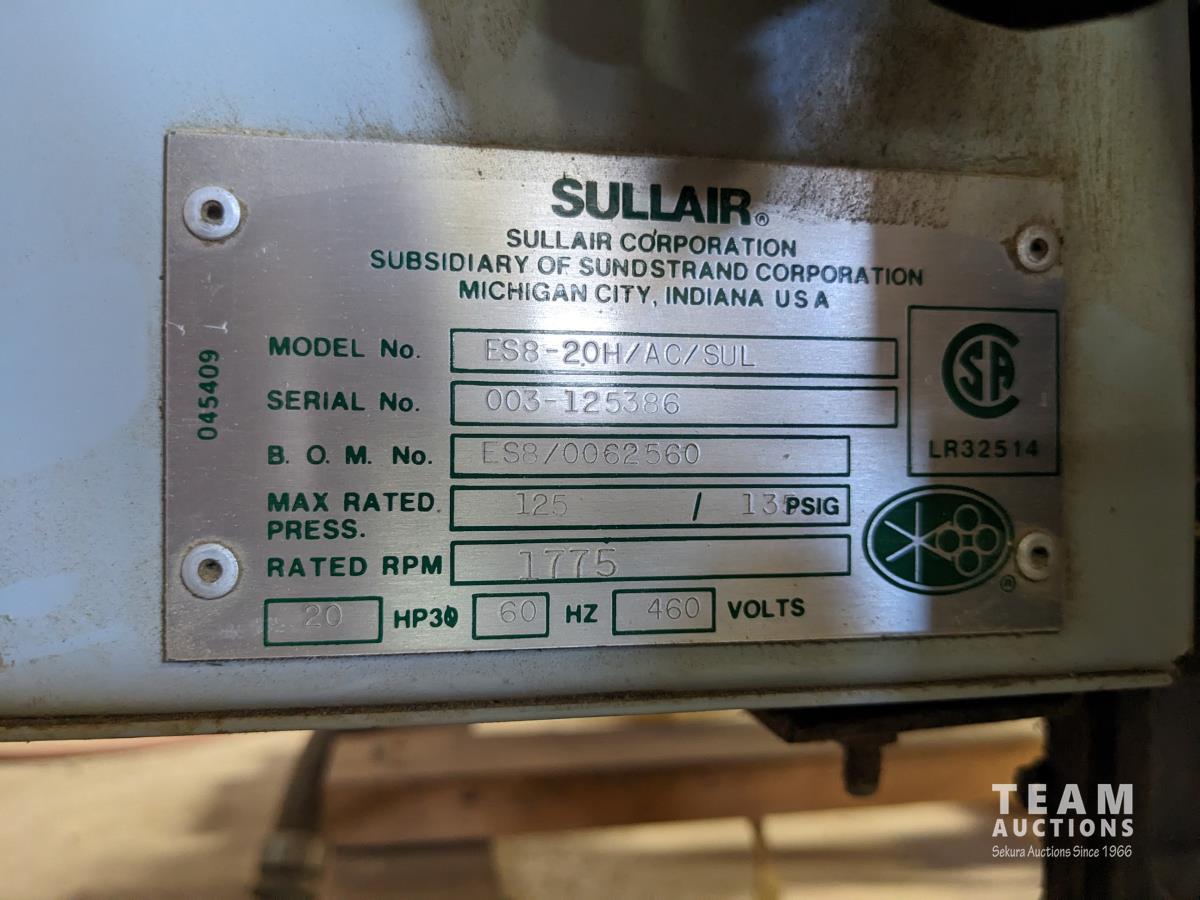 SULLAIR®
SULLAIR CORPORATION
SUBSIDIARY OF SUNDSTRAND CORPORATION
MICHIGAN CITY, INDIANA USA
MODEL No. ES8-20H/AC/SUL
SERIAL No. 003-125386
B. O. M. No. ES8/0062560
MAX RATED PRESS. 125 / 135 PSIG
RATED RPM 1775
20 HP3Ø 60 HZ 460 VOLTS
045409
SA
LR32514
®
TEAM
AUCTIONS
Sekura Auctions Since 1966